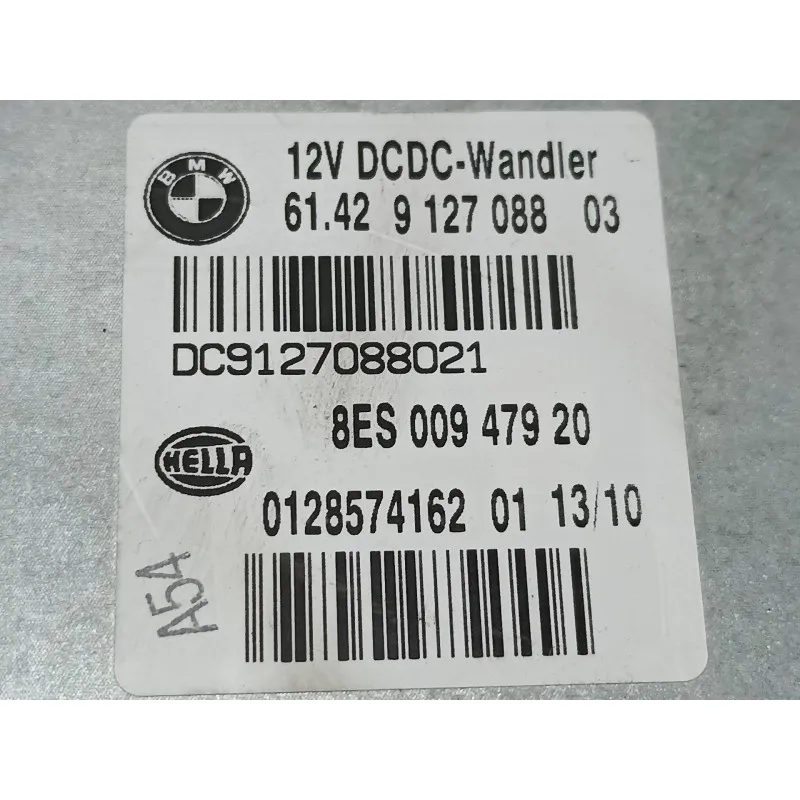 BMW
12V DCDC-Wandler
61.42 9 127 088 03
DC9127088021
8ES 009 479 20
HELLA
0128574162 01 13/10
A54